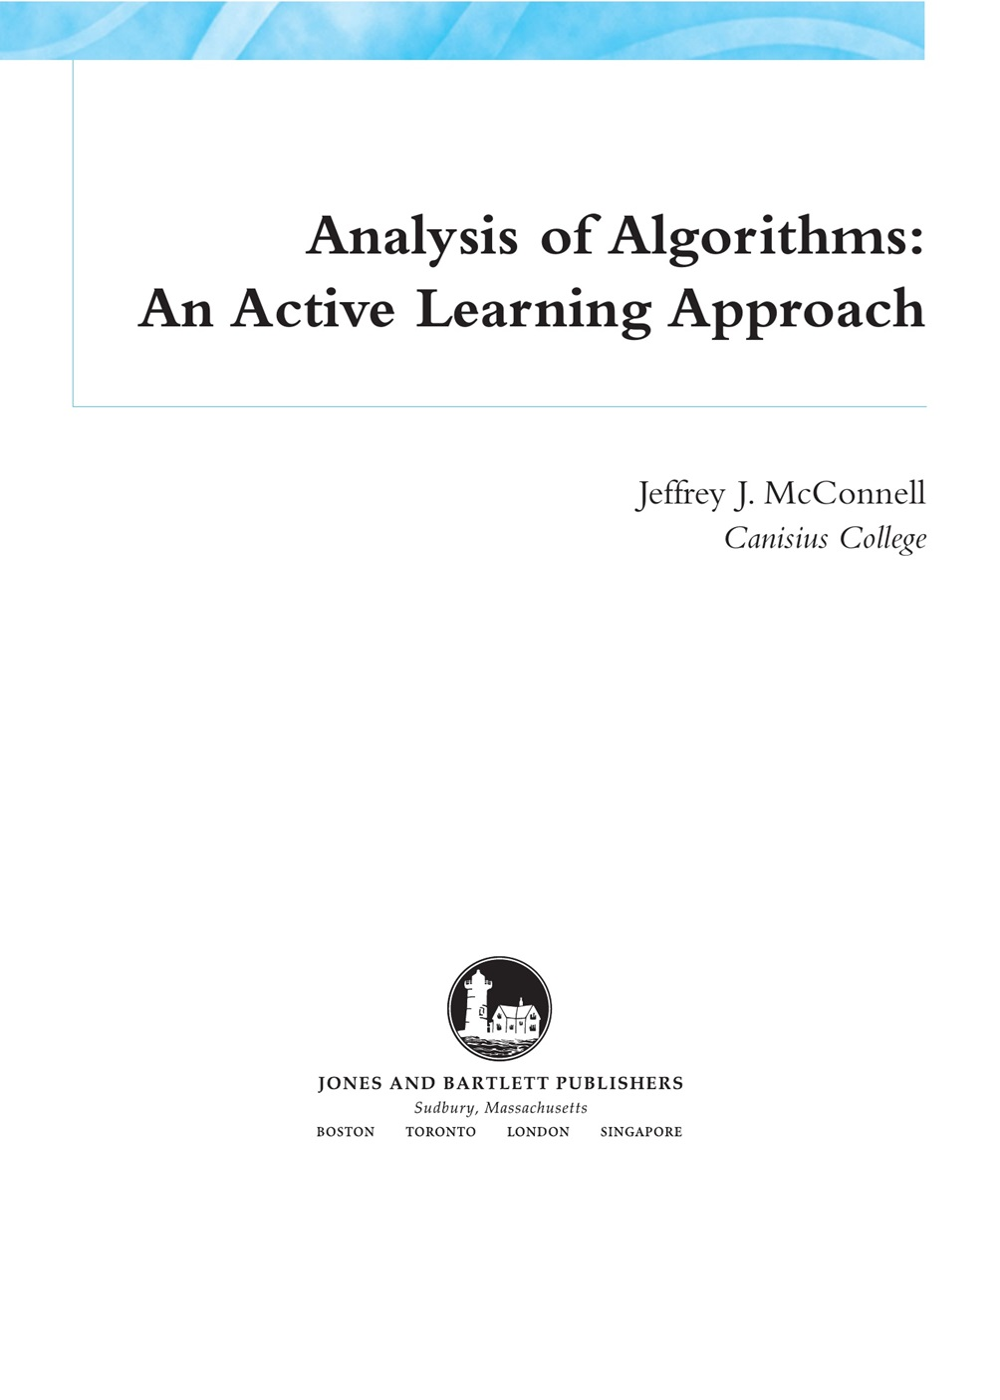 Analysis of Algorithms:
An Active Learning Approach
Jeffrey J. McConnell
Canisius College
JONES AND BARTLETT PUBLISHERS
Sudbury, Massachusetts
BOSTON TORONTO LONDON SINGAPORE